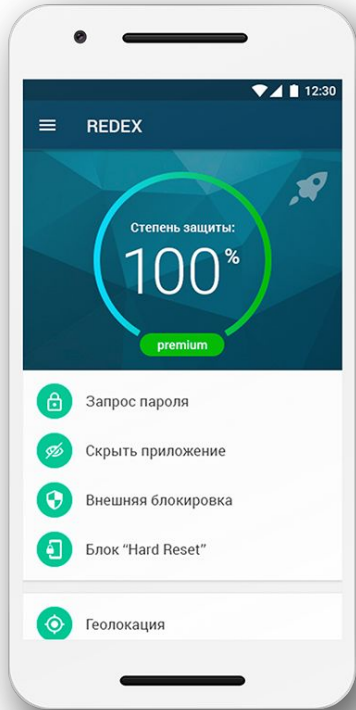 12:30
REDEX
Степень защиты:
100%
premium
Запрос пароля
Скрыть приложение
Внешняя блокировка
Блок “Hard Reset”
Геолокация